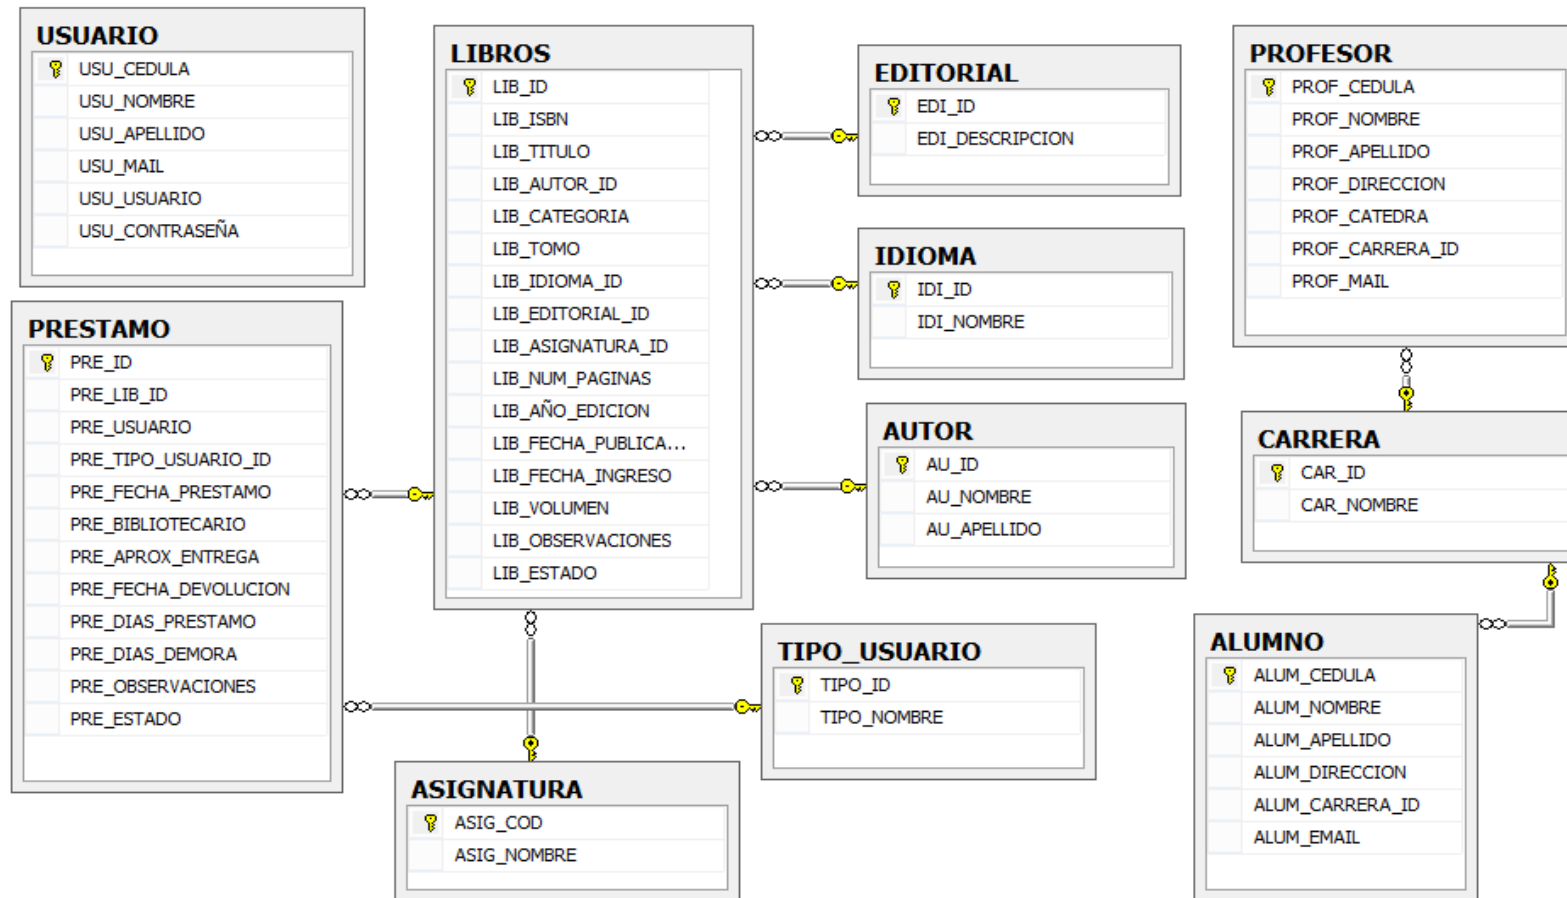 USUARIO
USU_CEDULA
USU_NOMBRE
USU_APELLIDO
USU_MAIL
USU_USUARIO
USU_CONTRASEÑA
PRESTAMO
PRE_ID
PRE_LIB_ID
PRE_USUARIO
PRE_TIPO_USUARIO_ID
PRE_FECHA_PRESTAMO
PRE_BIBLIOTECARIO
PRE_APROX_ENTREGA
PRE_FECHA_DEVOLUCION
PRE_DIAS_PRESTAMO
PRE_DIAS_DEMORA
PRE_OBSERVACIONES
PRE_ESTADO
LIBROS
LIB_ID
LIB_ISBN
LIB_TITULO
LIB_AUTOR_ID
LIB_CATEGORIA
LIB_TOMO
LIB_IDIOMA_ID
LIB_EDITORIAL_ID
LIB_ASIGNATURA_ID
LIB_NUM_PAGINAS
LIB_AÑO_EDICION
LIB_FECHA_PUBLICA...
LIB_FECHA_INGRESO
LIB_VOLUMEN
LIB_OBSERVACIONES
LIB_ESTADO
ASIGNATURA
ASIG_COD
ASIG_NOMBRE
EDITORIAL
EDI_ID
EDI_DESCRIPCION
IDIOMA
IDI_ID
IDI_NOMBRE
AUTOR
AU_ID
AU_NOMBRE
AU_APELLIDO
TIPO_USUARIO
TIPO_ID
TIPO_NOMBRE
PROFESOR
PROF_CEDULA
PROF_NOMBRE
PROF_APELLIDO
PROF_DIRECCION
PROF_CATEDRA
PROF_CARRERA_ID
PROF_MAIL
CARRERA
CAR_ID
CAR_NOMBRE
ALUMNO
ALUM_CEDULA
ALUM_NOMBRE
ALUM_APELLIDO
ALUM_DIRECCION
ALUM_CARRERA_ID
ALUM_EMAIL